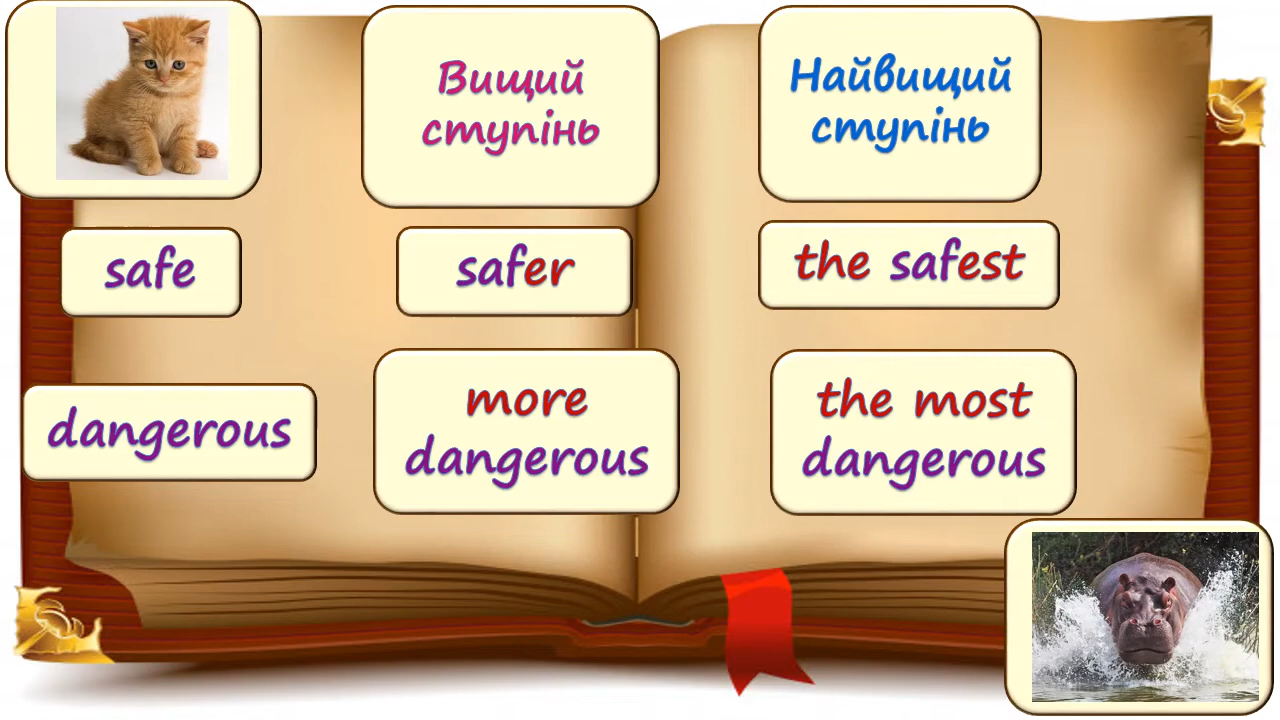 Вищий
ступінь
Найвищий
ступінь
safe
safer
the safest
dangerous
more
dangerous
the most
dangerous